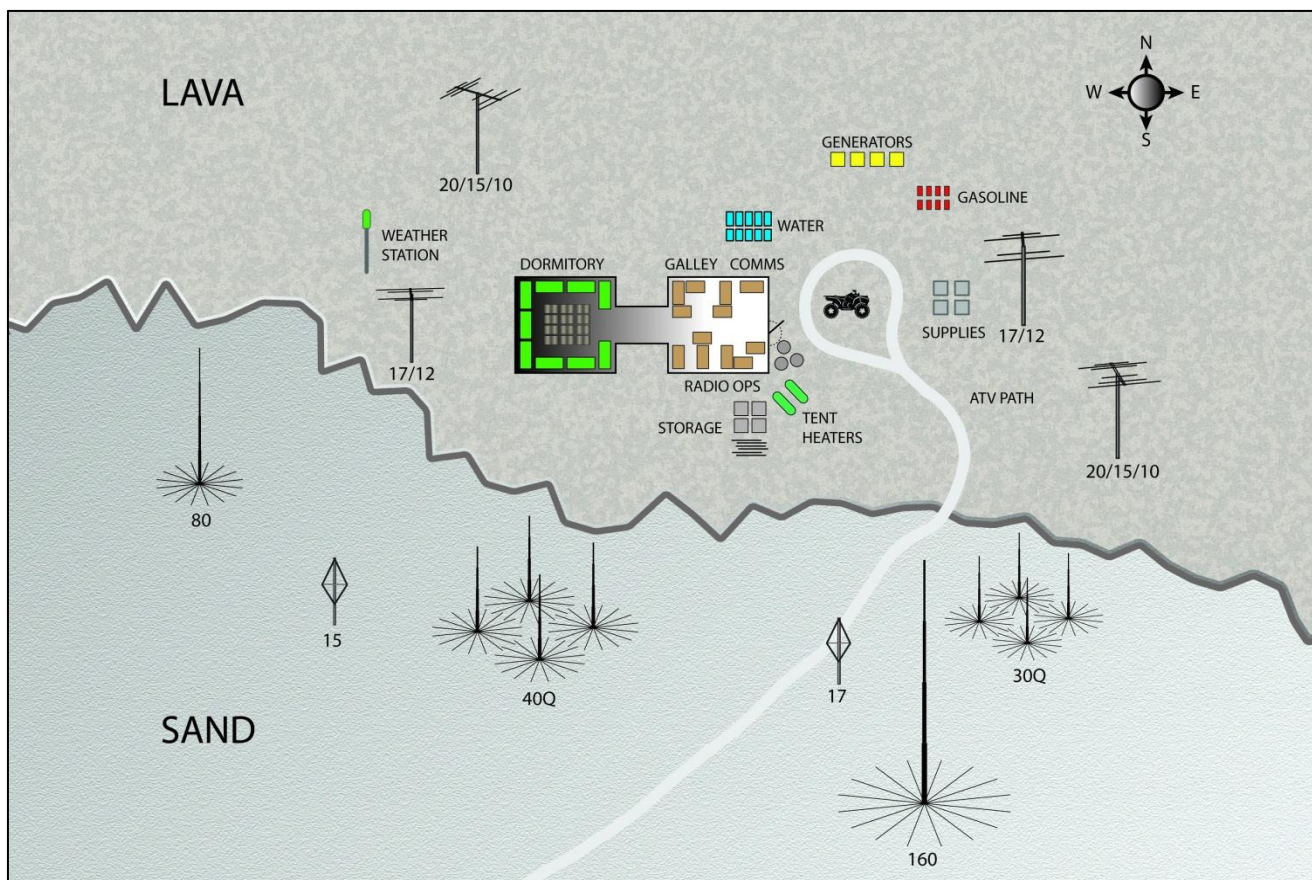 LAVA
N
W
E
S
20/15/10
GENERATORS
GASOLINE
WEATHER
STATION
WATER
DORMITORY
GALLEY
COMMS
17/12
SUPPLIES
17/12
RADIO OPS
ATV PATH
STORAGE
TENT
HEATERS
20/15/10
80
15
40Q
17
30Q
SAND
160